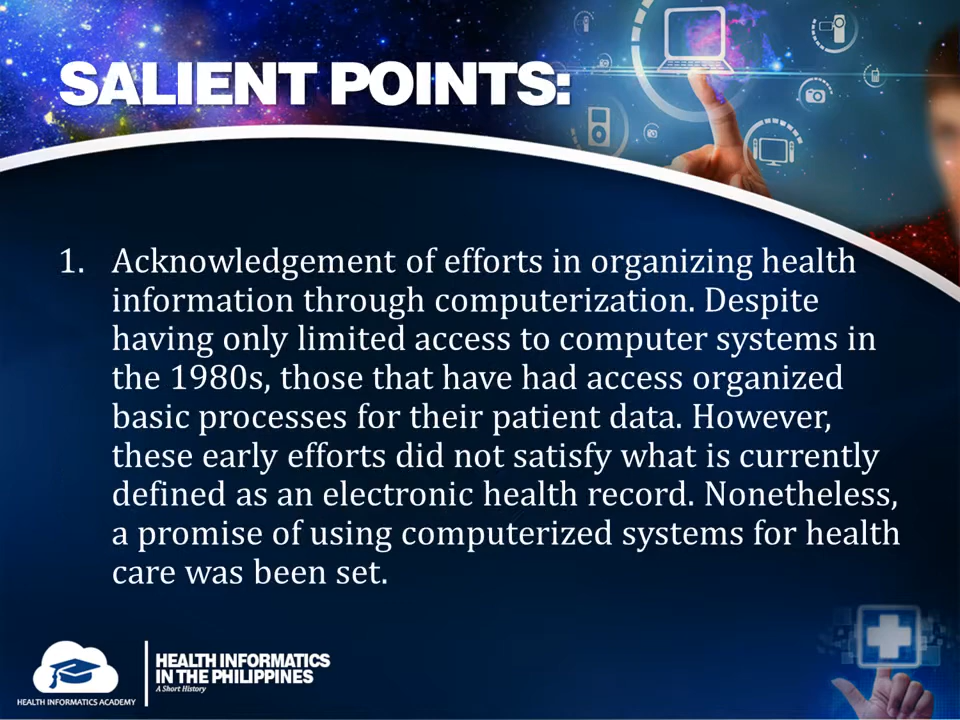 SALIENT POINTS:
1. Acknowledgement of efforts in organizing health
information through computerization. Despite
having only limited access to computer systems in
the 1980s, those that have had access organized
basic processes for their patient data. However,
these early efforts did not satisfy what is currently
defined as an electronic health record. Nonetheless,
a promise of using computerized systems for health
care was been set.
HEALTH INFORMATICS ACADEMY
HEALTH INFORMATICS
IN THE PHILIPPINES
A Short History